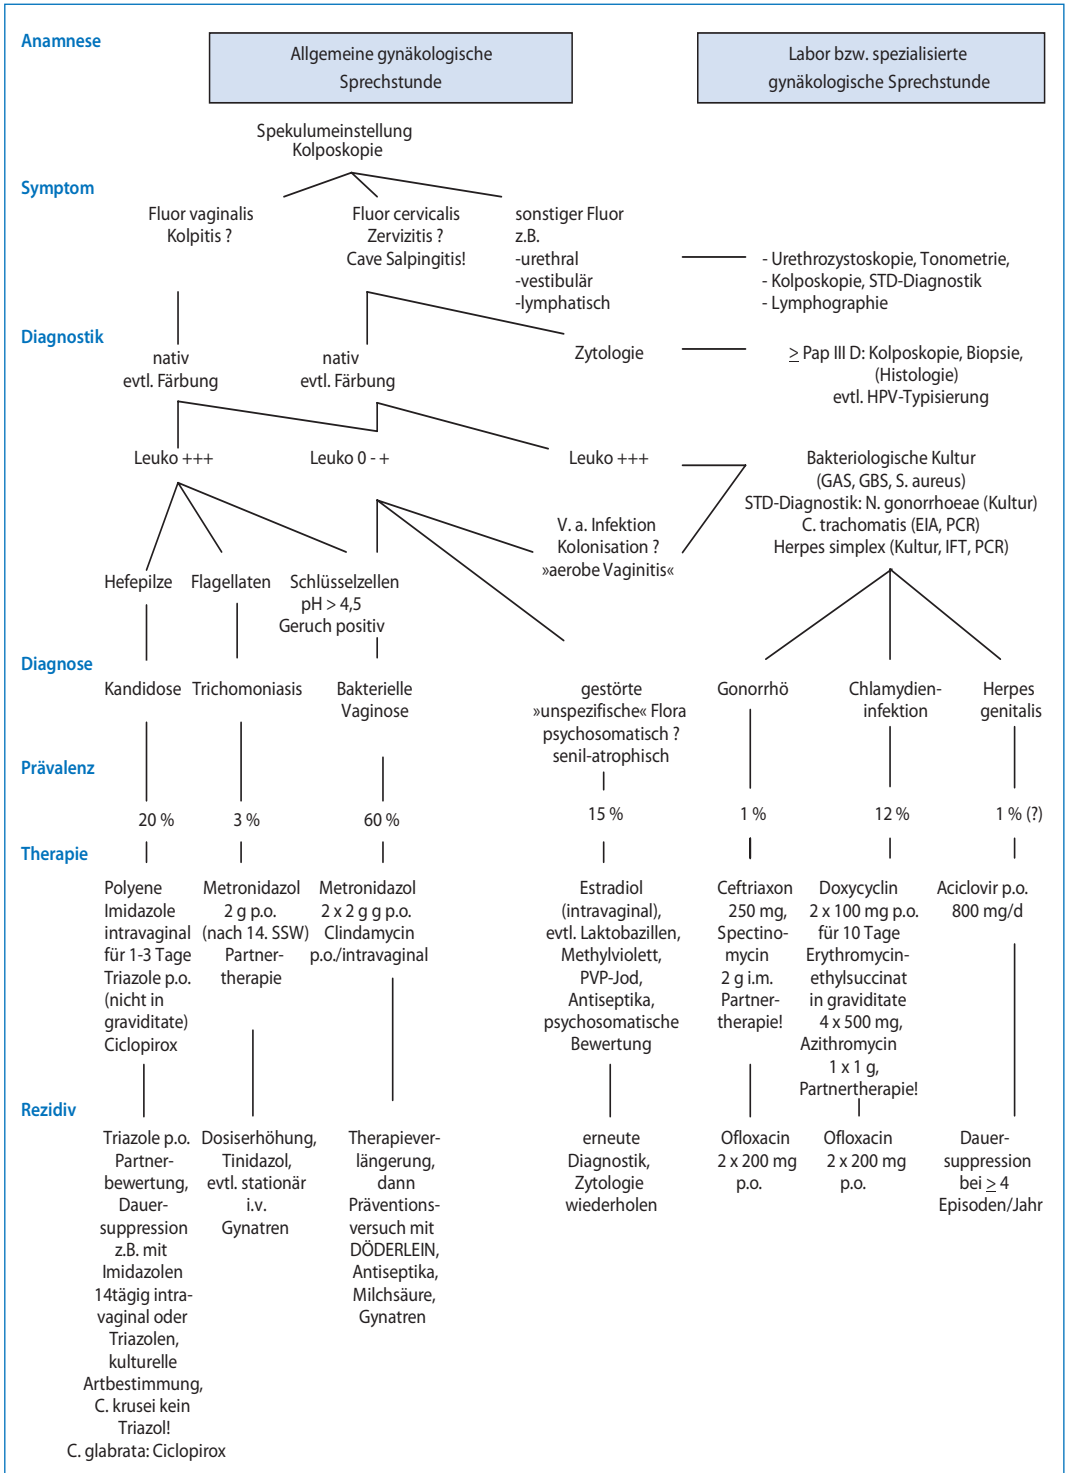 Anamnese
Allgemeine gynäkologische
Sprechstunde
Labor bzw. spezialisierte
gynäkologische Sprechstunde
Spekulumeinstellung
Kolposkopie
Symptom
Fluor vaginalis
Kolpitis ?
Fluor cervicalis
Zervizitis ?
Cave Salpingitis!
sonstiger Fluor
z.B.
-urethral
-vestibulär
-lymphatisch
- Urethrozystoskopie, Tonometrie,
- Kolposkopie, STD-Diagnostik
- Lymphographie
Diagnostik
nativ
evtl. Färbung
nativ
evtl. Färbung
Zytologie
≥ Pap III D: Kolposkopie, Biopsie,
(Histologie)
evtl. HPV-Typisierung
Leuko +++
Leuko 0 - +
Leuko +++
Bakteriologische Kultur
(GAS, GBS, S. aureus)
STD-Diagnostik: N. gonorrhoeae (Kultur)
C. trachomatis (EIA, PCR)
Herpes simplex (Kultur, IFT, PCR)
V. a. Infektion
Kolonisation ?
»aerobe Vaginitis«
Hefepilze
Flagellaten
Schlüsselzellen
pH > 4,5
Geruch positiv
Diagnose
Kandidose
Trichomoniasis
Bakterielle
Vaginose
gestörte
»unspezifische« Flora
psychosomatisch ?
senil-atrophisch
Gonorrhö
Chlamydien-
infektion
Herpes
genitalis
Prävalenz
20 %
3 %
60 %
15 %
1 %
12 %
1 % (?)
Therapie
Polyene
Imidazole
intravaginal
für 1-3 Tage
Triazole p.o.
(nicht in
graviditate)
Ciclopirox
Metronidazol
2 g p.o.
(nach 14. SSW)
Partner-
therapie
Metronidazol
2 x 2 g g p.o.
Clindamycin
p.o./intravaginal
Estradiol
(intravaginal),
evtl. Laktobazillen,
Methylviolett,
PVP-Jod,
Antiseptika,
psychosomatische
Bewertung
Ceftriaxon
250 mg,
Spectino-
mycin
2 g i.m.
Partner-
therapie!
Doxycyclin
2 x 100 mg p.o.
für 10 Tage
Erythromycin-
ethylsuccinat
in graviditate
4 x 500 mg,
Azithromycin
1 x 1 g,
Partnertherapie!
Aciclovir p.o.
800 mg/d
Rezidiv
Triazole p.o.
Partner-
bewertung,
Dauer-
suppression
z.B. mit
Imidazolen
14tägig intra-
vaginal oder
Triazolen,
kulturelle
Artbestimmung,
C. krusei kein
Triazol!
C. glabrata: Ciclopirox
Dosiserhöhung,
Tinidazol,
evtl. stationär
i.v.
Gynatren
Therapiever-
längerung,
dann
Präventions-
versuch mit
DÖDERLEIN,
Antiseptika,
Milchsäure,
Gynatren
erneute
Diagnostik,
Zytologie
wiederholen
Ofloxacin
2 x 200 mg
p.o.
Ofloxacin
2 x 200 mg
p.o.
Dauer-
suppression
bei ≥ 4
Episoden/Jahr